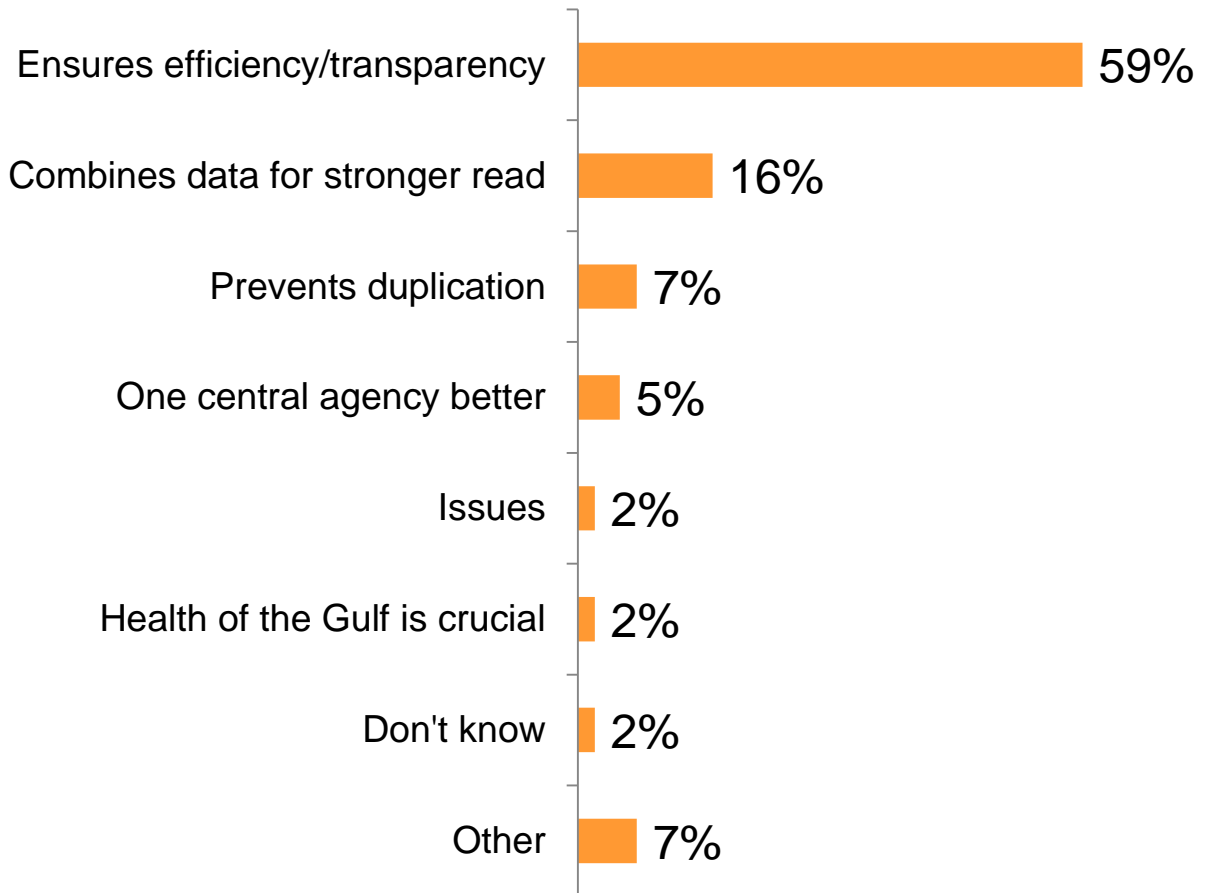 Ensures efficiency/transparency 59%
Combines data for stronger read 16%
Prevents duplication 7%
One central agency better 5%
Issues 2%
Health of the Gulf is crucial 2%
Don't know 2%
Other 7%